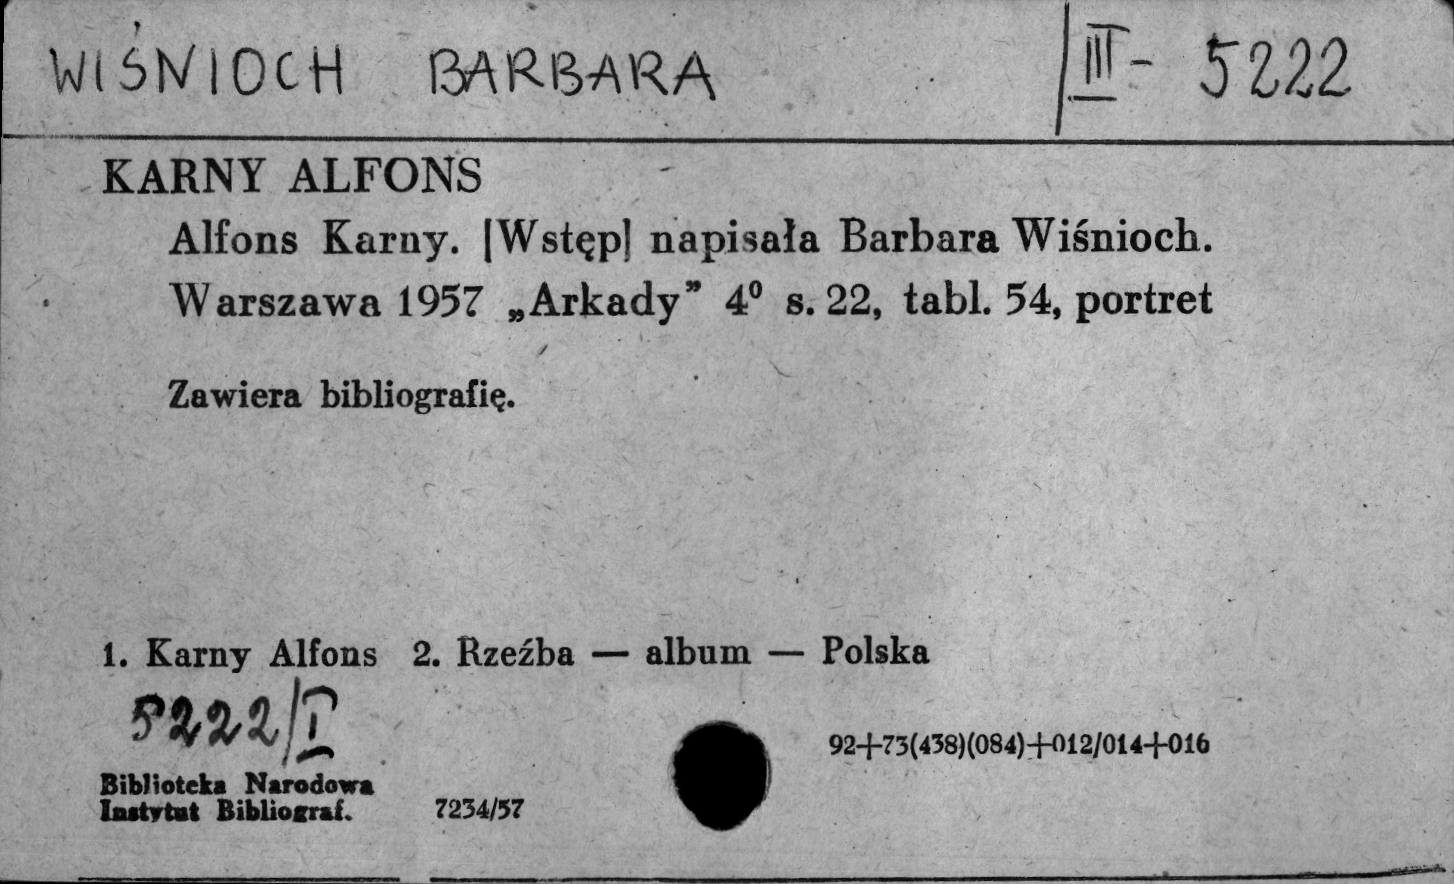 WIŚNIOCH BARBARA III - 5222
KARNY ALFONS
Alfons Karny. [Wstęp] napisała Barbara Wiśnioch.
Warszawa 1957 „Arkady” 4⁰ s. 22, tabl. 54, portret
Zawiera bibliografię.
1. Karny Alfons 2. Rzeźba — album — Polska
5222/I
92+73(438)(084)+012/014+016
Biblioteka Narodowa
Instytut Bibliograf. 7234/57